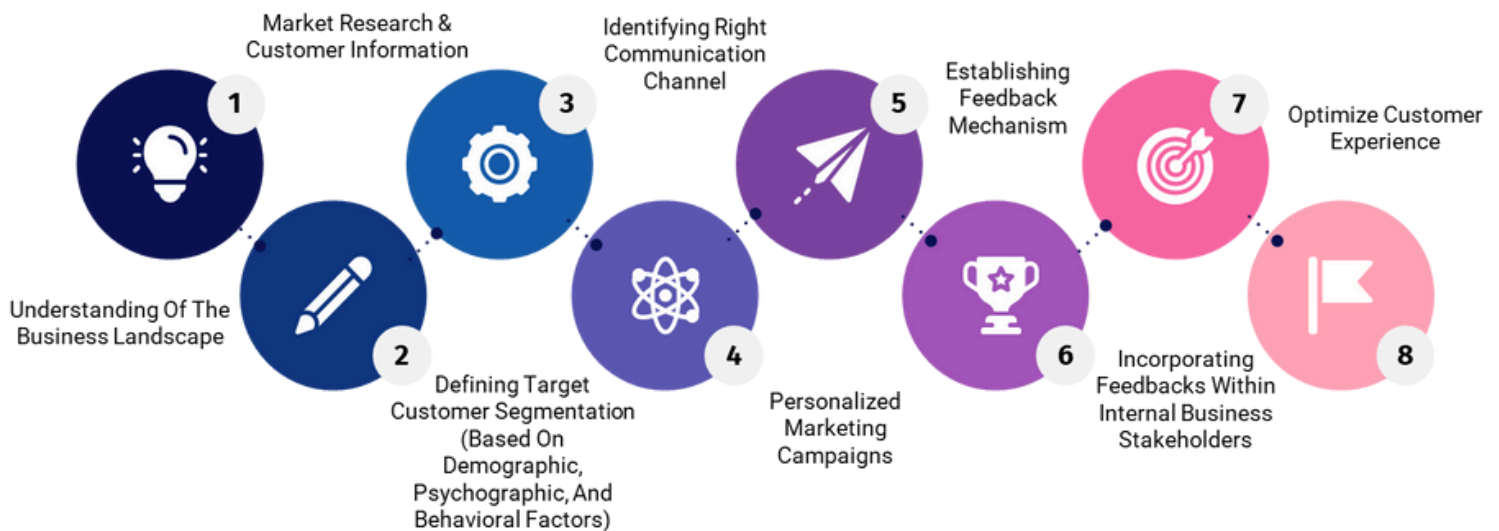 1
Understanding Of The
Business Landscape
2
Market Research &
Customer Information
3
Defining Target
Customer Segmentation
(Based On
Demographic,
Psychographic, And
Behavioral Factors)
4
Identifying Right
Communication
Channel
5
Personalized
Marketing
Campaigns
6
Establishing
Feedback
Mechanism
7
Incorporating
Feedbacks Within
Internal Business
Stakeholders
8
Optimize Customer
Experience